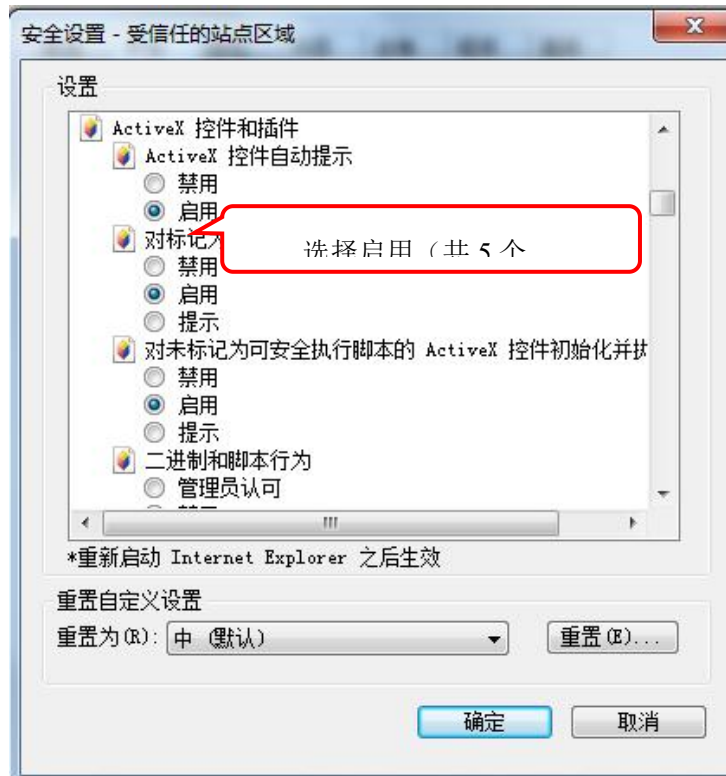 安全设置 - 受信任的站点区域
设置
ActiveX 控件和插件
ActiveX 控件自动提示
禁用
启用
对标记为
选择启用（共 5 个
禁用
启用
提示
对未标记为可安全执行脚本的 ActiveX 控件初始化并执
禁用
启用
提示
二进制和脚本行为
管理员认可
*重新启动 Internet Explorer 之后生效
重置自定义设置
重置为(R): 中 (默认)
重置(E)...
确定
取消